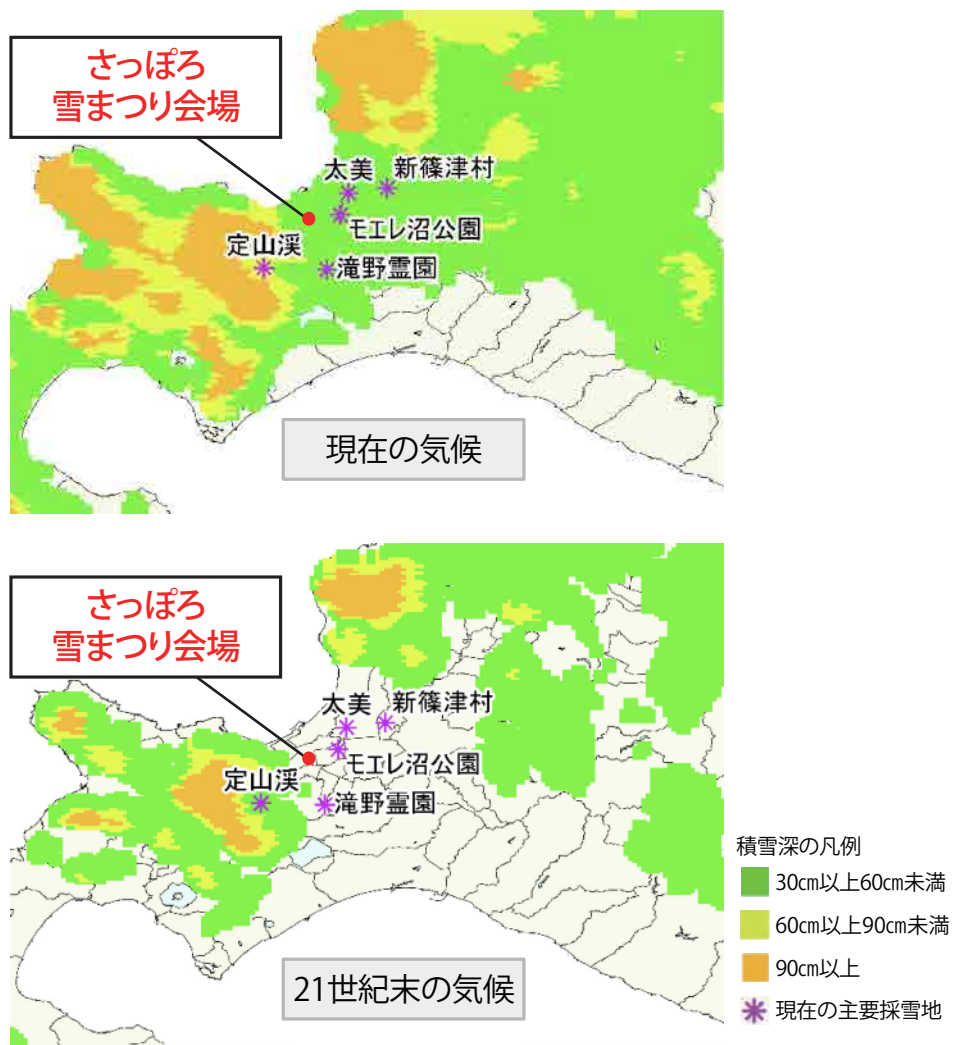 さっぽろ
雪まつり会場
太美
新篠津村
モエレ沼公園
定山渓
滝野霊園
現在の気候
さっぽろ
雪まつり会場
太美
新篠津村
モエレ沼公園
定山渓
滝野霊園
21世紀末の気候
積雪深の凡例
30㎝以上60㎝未満
60㎝以上90㎝未満
90㎝以上
現在の主要採雪地